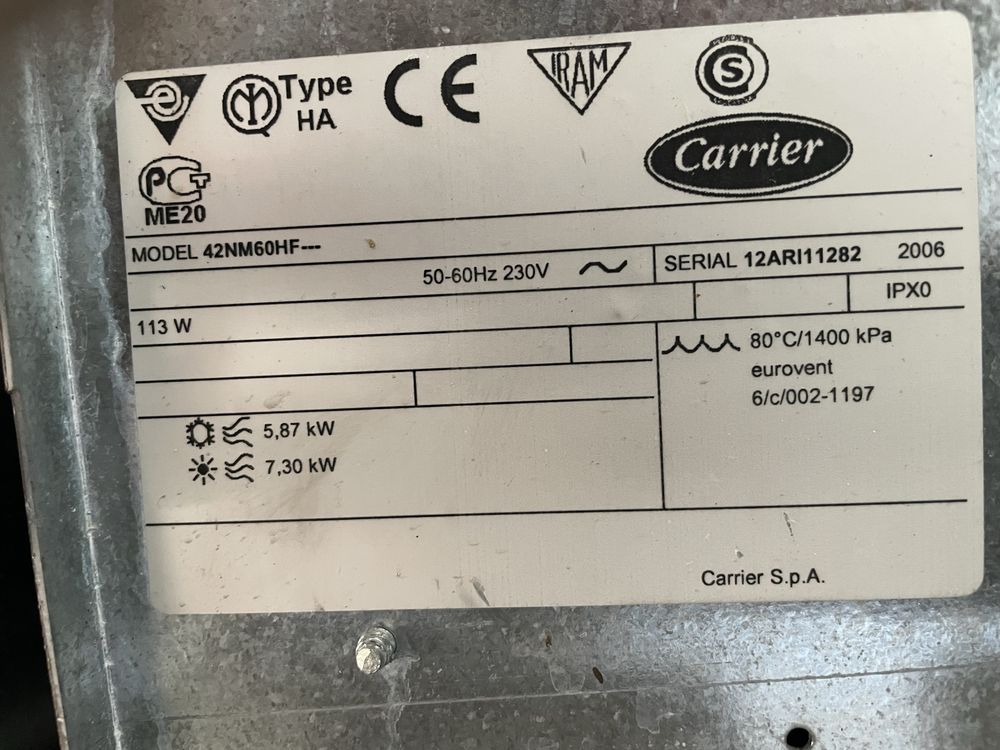 e Type HA CE IRAM S
Carrier
PCT
ME20
MODEL 42NM60HF---
50-60Hz 230V
SERIAL 12ARI11282 2006
113 W
IPX0
80°C/1400 kPa
eurovent
6/c/002-1197
5,87 kW
7,30 kW
Carrier S.p.A.